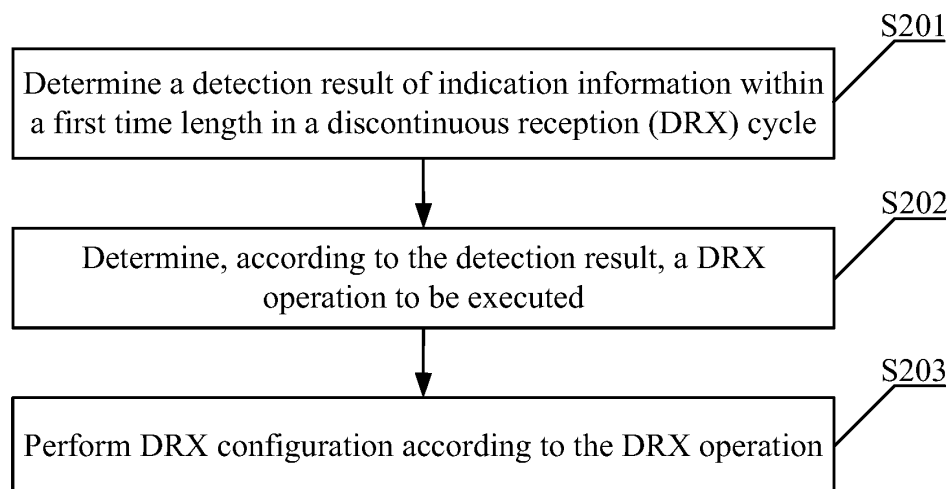 S201
Determine a detection result of indication information within
a first time length in a discontinuous reception (DRX) cycle
S202
Determine, according to the detection result, a DRX
operation to be executed
S203
Perform DRX configuration according to the DRX operation